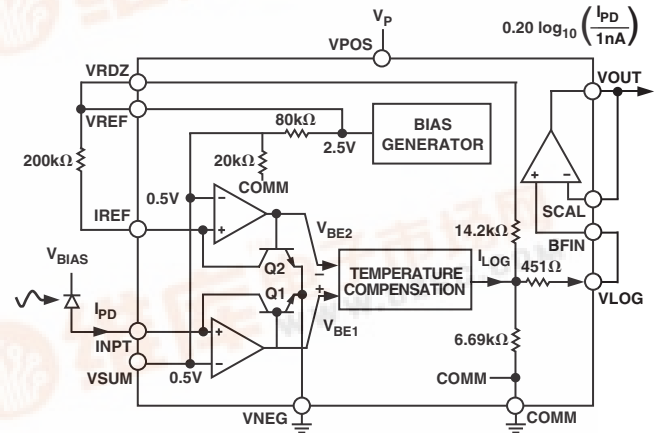 V_P
0.20 log₁₀ (I_PD / 1nA)
VPOS
VRDZ
VOUT
VREF
80kΩ
BIAS GENERATOR
2.5V
200kΩ
20kΩ
COMM
0.5V
SCAL
IREF
V_BE2
14.2kΩ
BFIN
V_BIAS
Q2
TEMPERATURE COMPENSATION
I_LOG
451Ω
VLOG
I_PD
Q1
INPT
V_BE1
6.69kΩ
VSUM
0.5V
COMM
VNEG
COMM